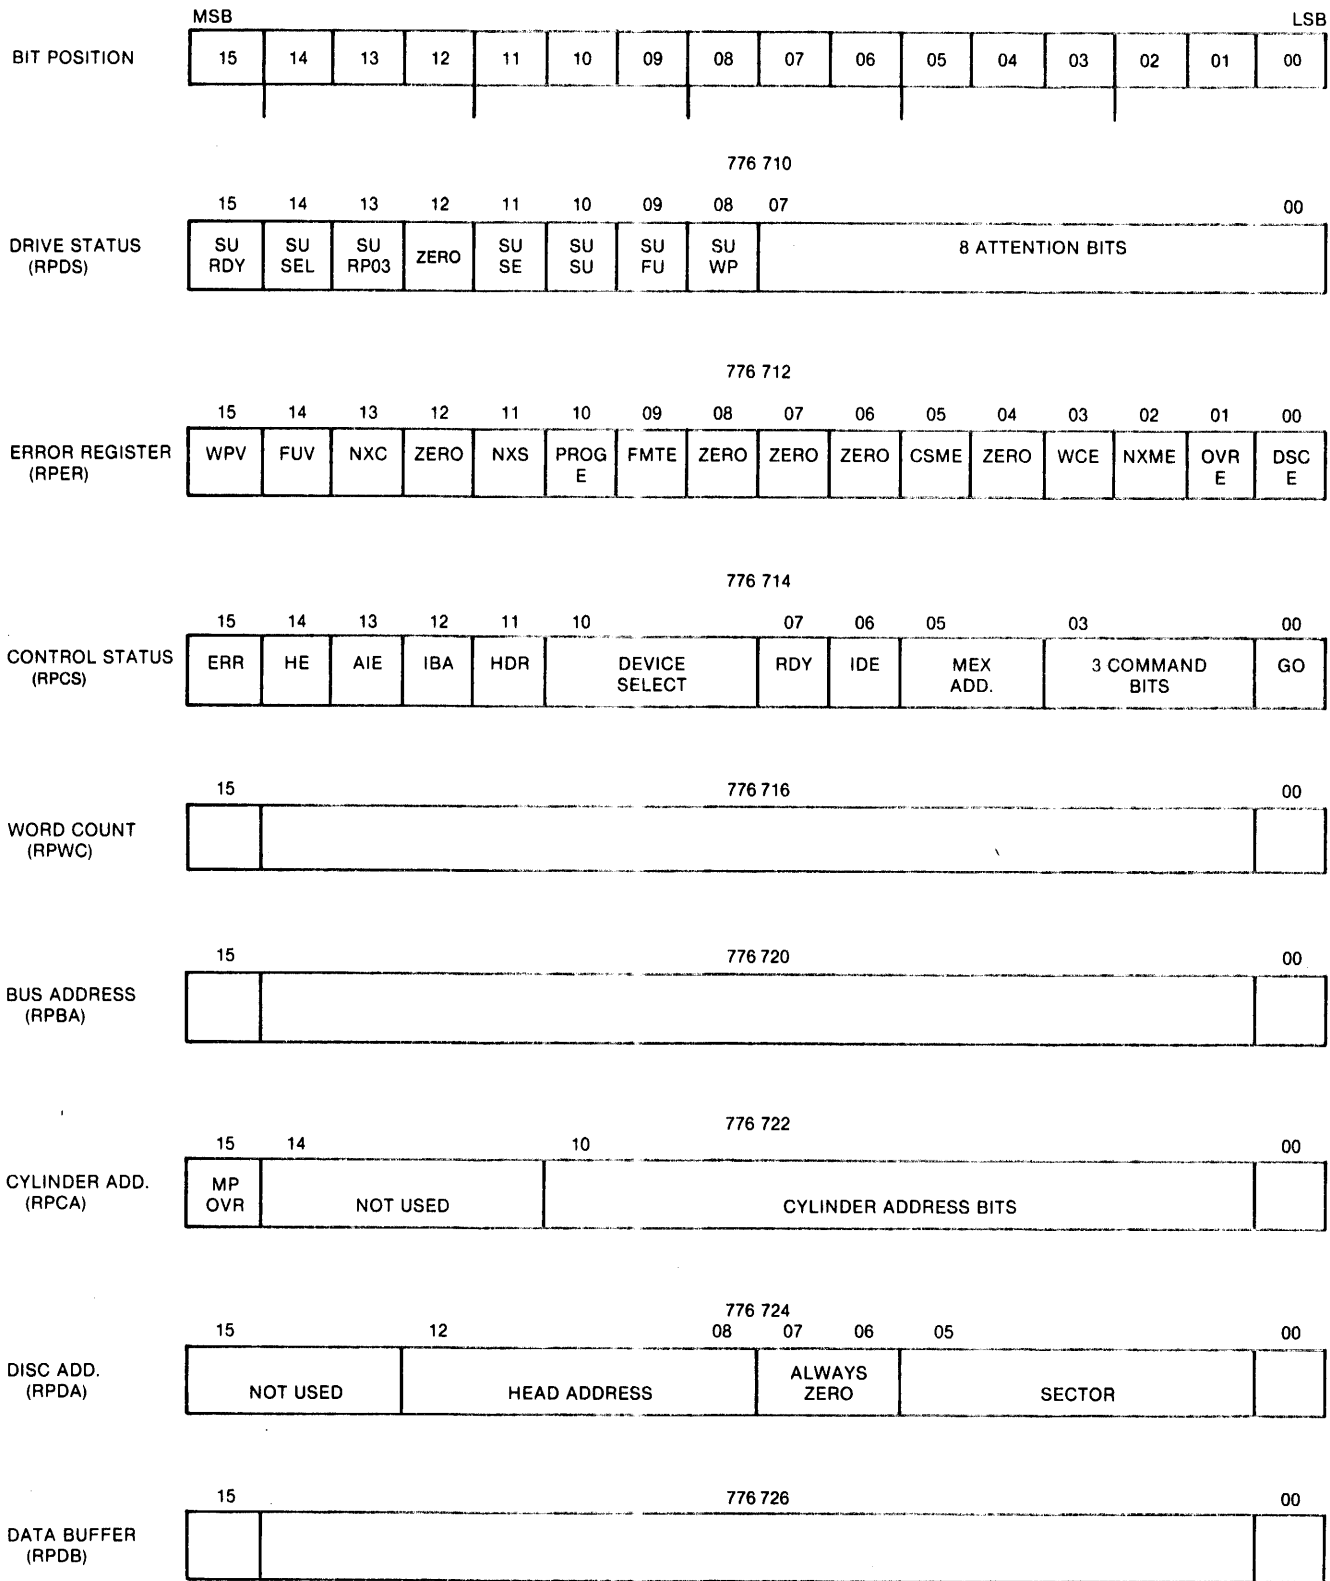 MSB LSB
BIT POSITION 15 14 13 12 11 10 09 08 07 06 05 04 03 02 01 00
776 710
15 14 13 12 11 10 09 08 07 00
DRIVE STATUS
(RPDS)
SU RDY
SU SEL
SU RP03
ZERO
SU SE
SU SU
SU FU
SU WP
8 ATTENTION BITS
776 712
15 14 13 12 11 10 09 08 07 06 05 04 03 02 01 00
ERROR REGISTER
(RPER)
WPV FUV NXC ZERO NXS PROG E FMTE ZERO ZERO ZERO CSME ZERO WCE NXME OVR E DSC E
776 714
15 14 13 12 11 10 07 06 05 03 00
CONTROL STATUS
(RPCS)
ERR HE AIE IBA HDR
DEVICE
SELECT
RDY IDE
MEX
ADD.
3 COMMAND
BITS
GO
15 776 716 00
WORD COUNT
(RPWC)
15 776 720 00
BUS ADDRESS
(RPBA)
776 722
15 14 10 00
CYLINDER ADD.
(RPCA)
MP
OVR
NOT USED
CYLINDER ADDRESS BITS
776 724
15 12 08 07 06 05 00
DISC ADD.
(RPDA)
NOT USED
HEAD ADDRESS
ALWAYS
ZERO
SECTOR
15 776 726 00
DATA BUFFER
(RPDB)